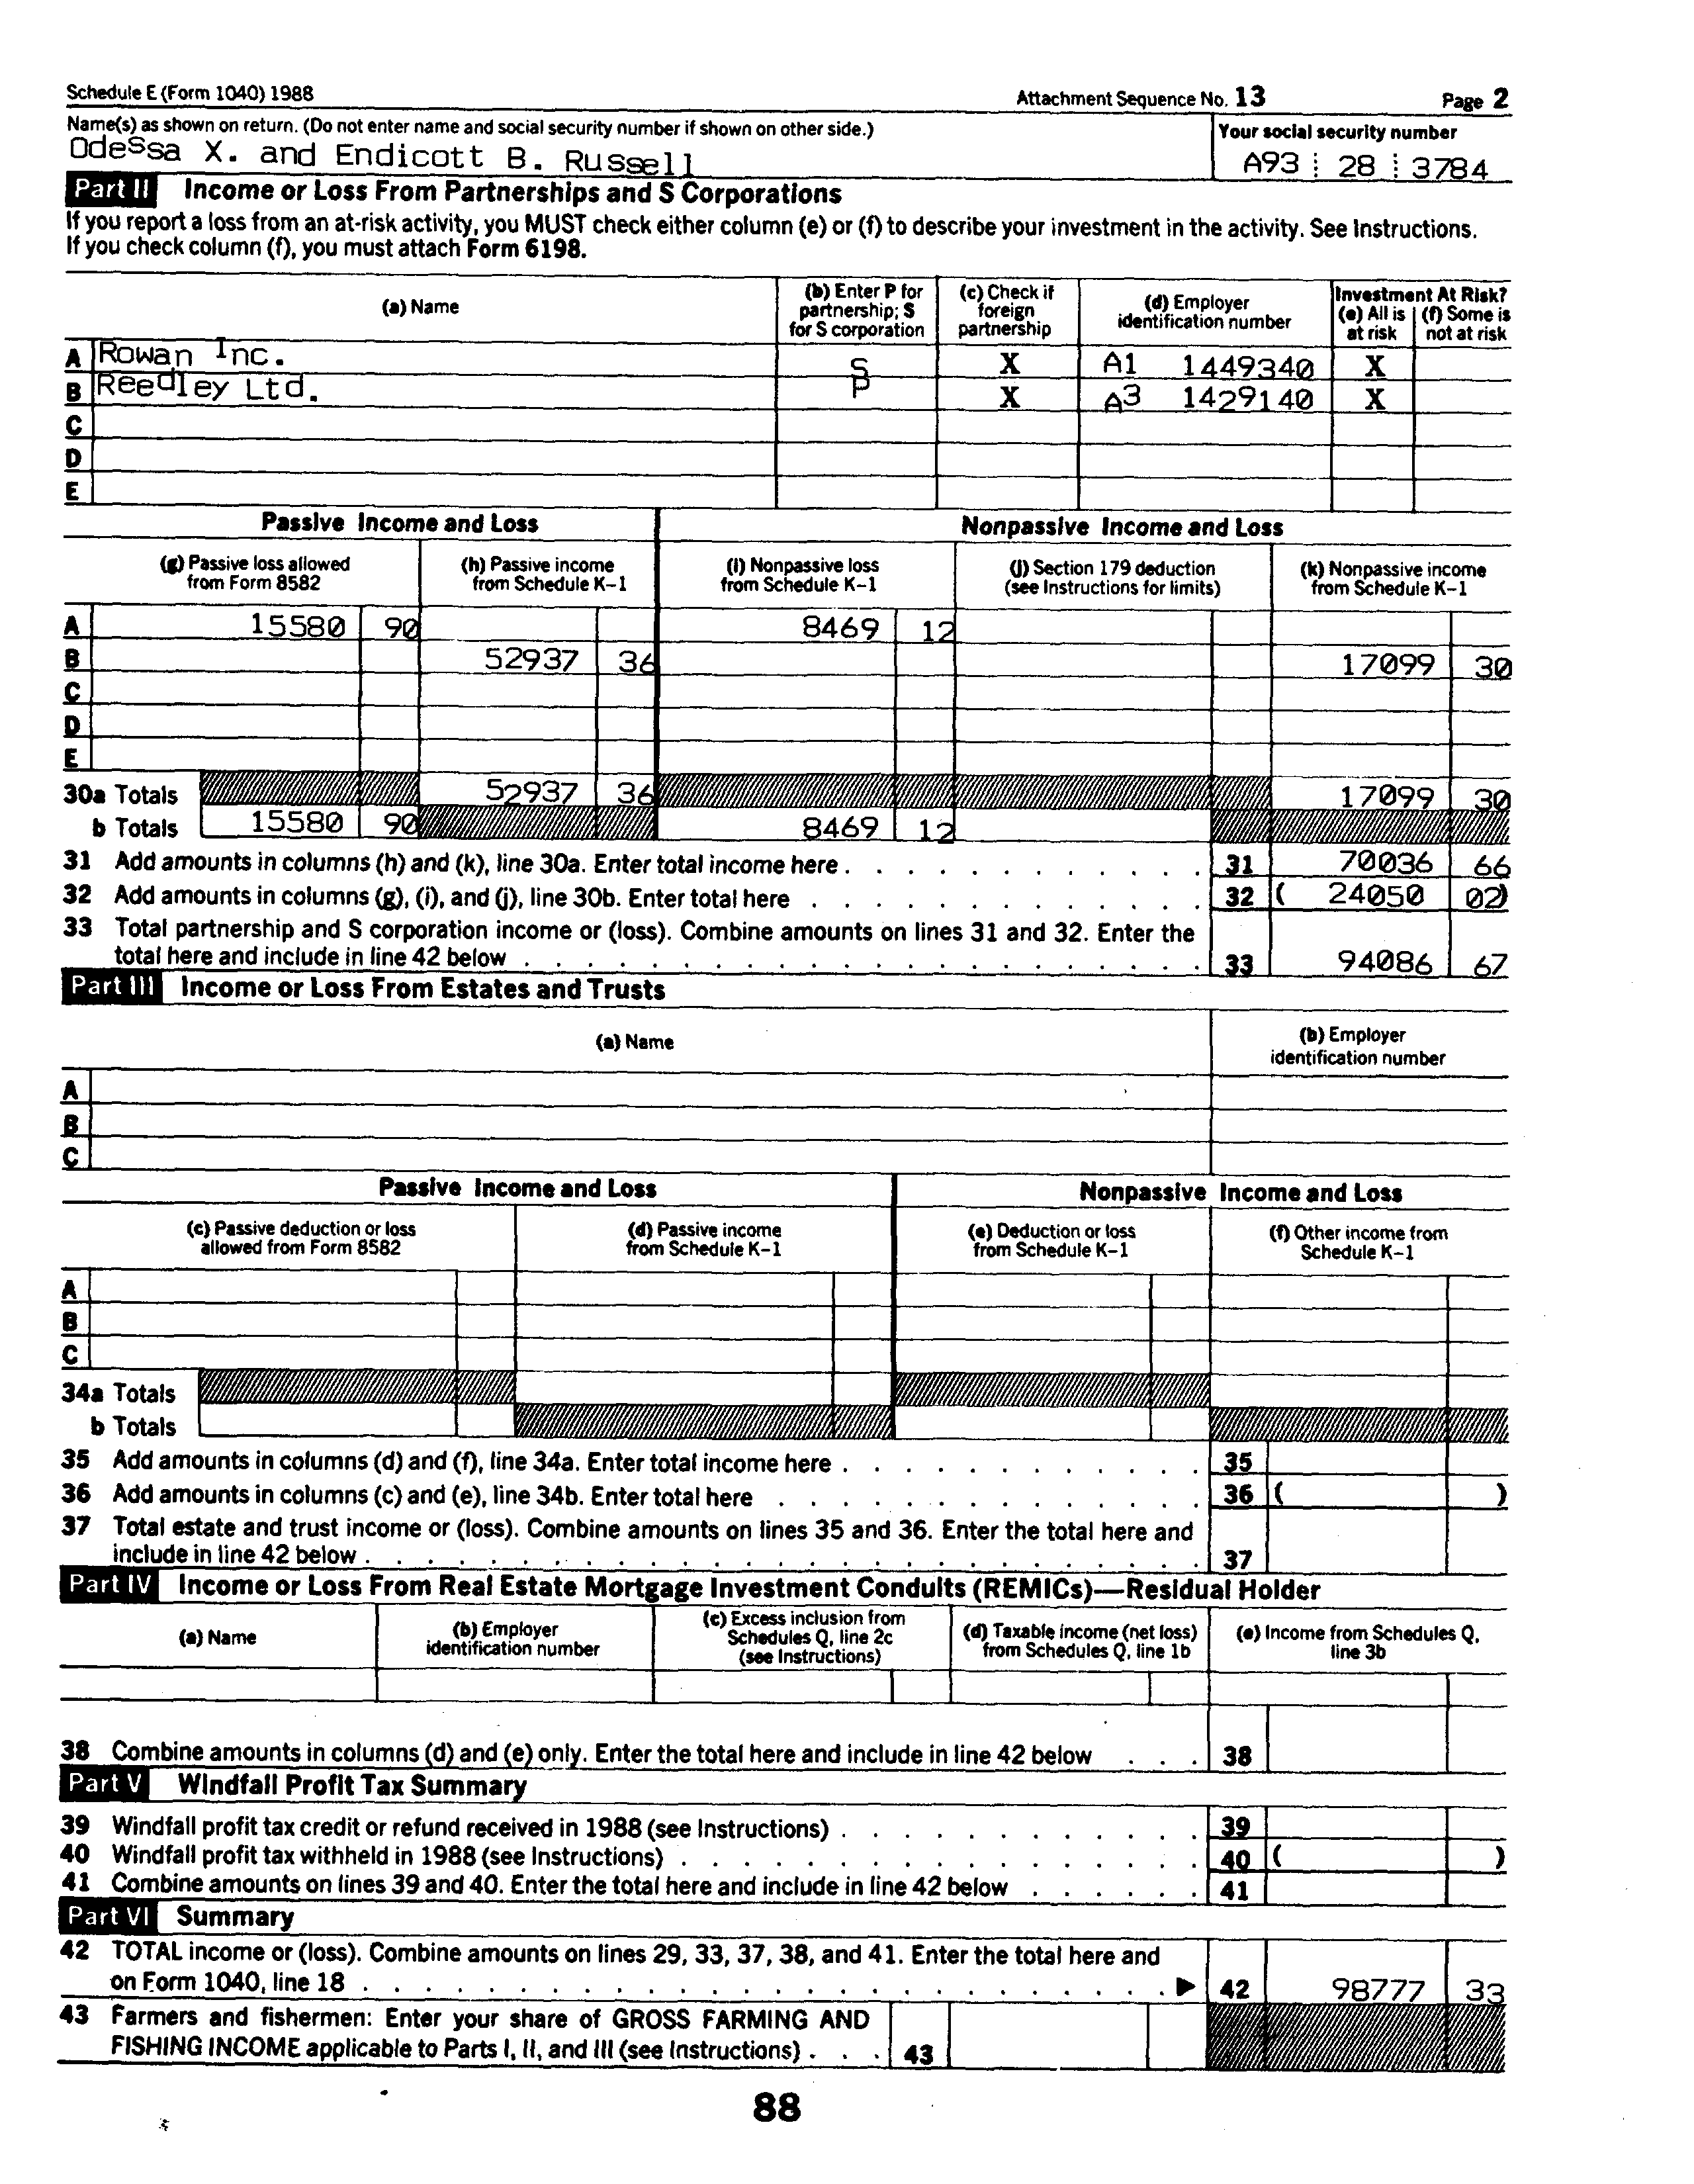 Schedule E (Form 1040) 1988 Attachment Sequence No. 13 Page 2
Name(s) as shown on return. (Do not enter name and social security number if shown on other side.) Your social security number
Odessa X. and Endicott B. Russell A93 28 3784
Part II Income or Loss From Partnerships and S Corporations
If you report a loss from an at-risk activity, you MUST check either column (e) or (f) to describe your investment in the activity. See Instructions.
If you check column (f), you must attach Form 6198.
(a) Name
(b) Enter P for
partnership; S
for S corporation
(c) Check if
foreign
partnership
(d) Employer
identification number
Investment At Risk?
(e) All is
at risk
(f) Some is
not at risk
A Rowan Inc. S X A1 1449340 X
B Reedley Ltd. P X A3 1429140 X
C
D
E
Passive Income and Loss Nonpassive Income and Loss
(g) Passive loss allowed
from Form 8582
(h) Passive income
from Schedule K-1
(i) Nonpassive loss
from Schedule K-1
(j) Section 179 deduction
(see Instructions for limits)
(k) Nonpassive income
from Schedule K-1
A 15580 90 8469 12
B 52937 36 17099 30
C
D
E
30a Totals 52937 36 17099 30
b Totals 15580 90 8469 12
31 Add amounts in columns (h) and (k), line 30a. Enter total income here . . . . . . . . . . . . 31 70036 66
32 Add amounts in columns (g), (i), and (j), line 30b. Enter total here . . . . . . . . . . . . . 32 ( 24050 02)
33 Total partnership and S corporation income or (loss). Combine amounts on lines 31 and 32. Enter the
total here and include in line 42 below . . . . . . . . . . . . . . . . . . . . . . 33 94086 67
Part III Income or Loss From Estates and Trusts
(a) Name
(b) Employer
identification number
A
B
C
Passive Income and Loss Nonpassive Income and Loss
(c) Passive deduction or loss
allowed from Form 8582
(d) Passive income
from Schedule K-1
(e) Deduction or loss
from Schedule K-1
(f) Other income from
Schedule K-1
A
B
C
34a Totals
b Totals
35 Add amounts in columns (d) and (f), line 34a. Enter total income here . . . . . . . . . . . . 35
36 Add amounts in columns (c) and (e), line 34b. Enter total here . . . . . . . . . . . . . . 36 ( )
37 Total estate and trust income or (loss). Combine amounts on lines 35 and 36. Enter the total here and
include in line 42 below . . . . . . . . . . . . . . . . . . . . . . . . . . . 37
Part IV Income or Loss From Real Estate Mortgage Investment Conduits (REMICs)—Residual Holder
(a) Name
(b) Employer
identification number
(c) Excess inclusion from
Schedules Q, line 2c
(see Instructions)
(d) Taxable income (net loss)
from Schedules Q, line 1b
(e) Income from Schedules Q,
line 3b
38 Combine amounts in columns (d) and (e) only. Enter the total here and include in line 42 below . . . 38
Part V Windfall Profit Tax Summary
39 Windfall profit tax credit or refund received in 1988 (see Instructions) . . . . . . . . . . . . 39
40 Windfall profit tax withheld in 1988 (see Instructions) . . . . . . . . . . . . . . . . . 40 ( )
41 Combine amounts on lines 39 and 40. Enter the total here and include in line 42 below . . . . . . 41
Part VI Summary
42 TOTAL income or (loss). Combine amounts on lines 29, 33, 37, 38, and 41. Enter the total here and
on Form 1040, line 18 . . . . . . . . . . . . . . . . . . . . . . . . . . ► 42 98777 33
43 Farmers and fishermen: Enter your share of GROSS FARMING AND
FISHING INCOME applicable to Parts I, II, and III (see Instructions) . . . 43
88